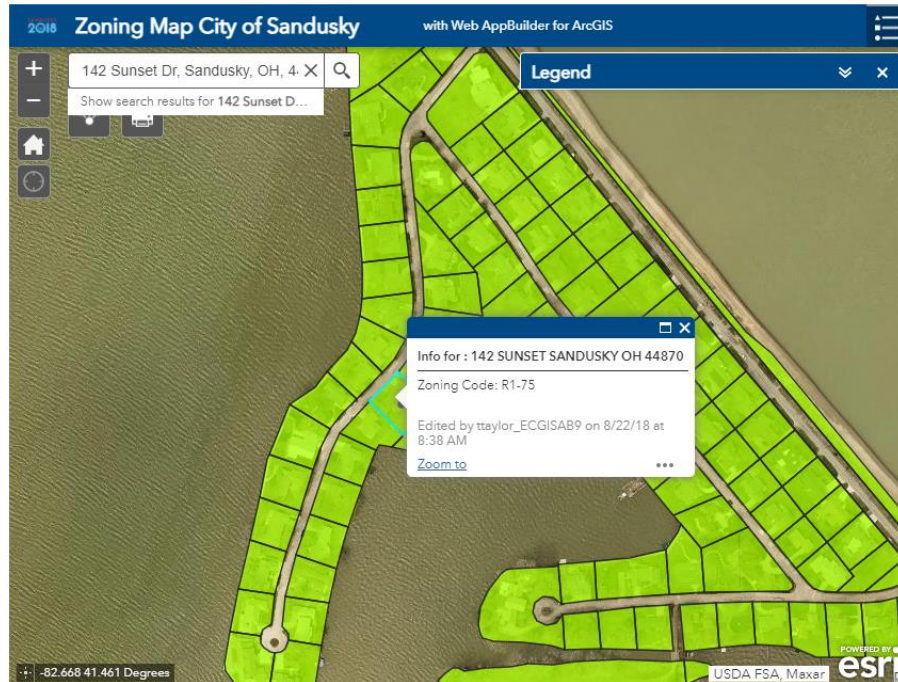 2018 Zoning Map City of Sandusky with Web AppBuilder for ArcGIS
142 Sunset Dr, Sandusky, OH, 4
Show search results for 142 Sunset D...
Legend
Info for : 142 SUNSET SANDUSKY OH 44870
Zoning Code: R1-75
Edited by ttaylor_ECGISAB9 on 8/22/18 at
8:38 AM
Zoom to
-82.668 41.461 Degrees
USDA FSA, Maxar
POWERED BY
esri